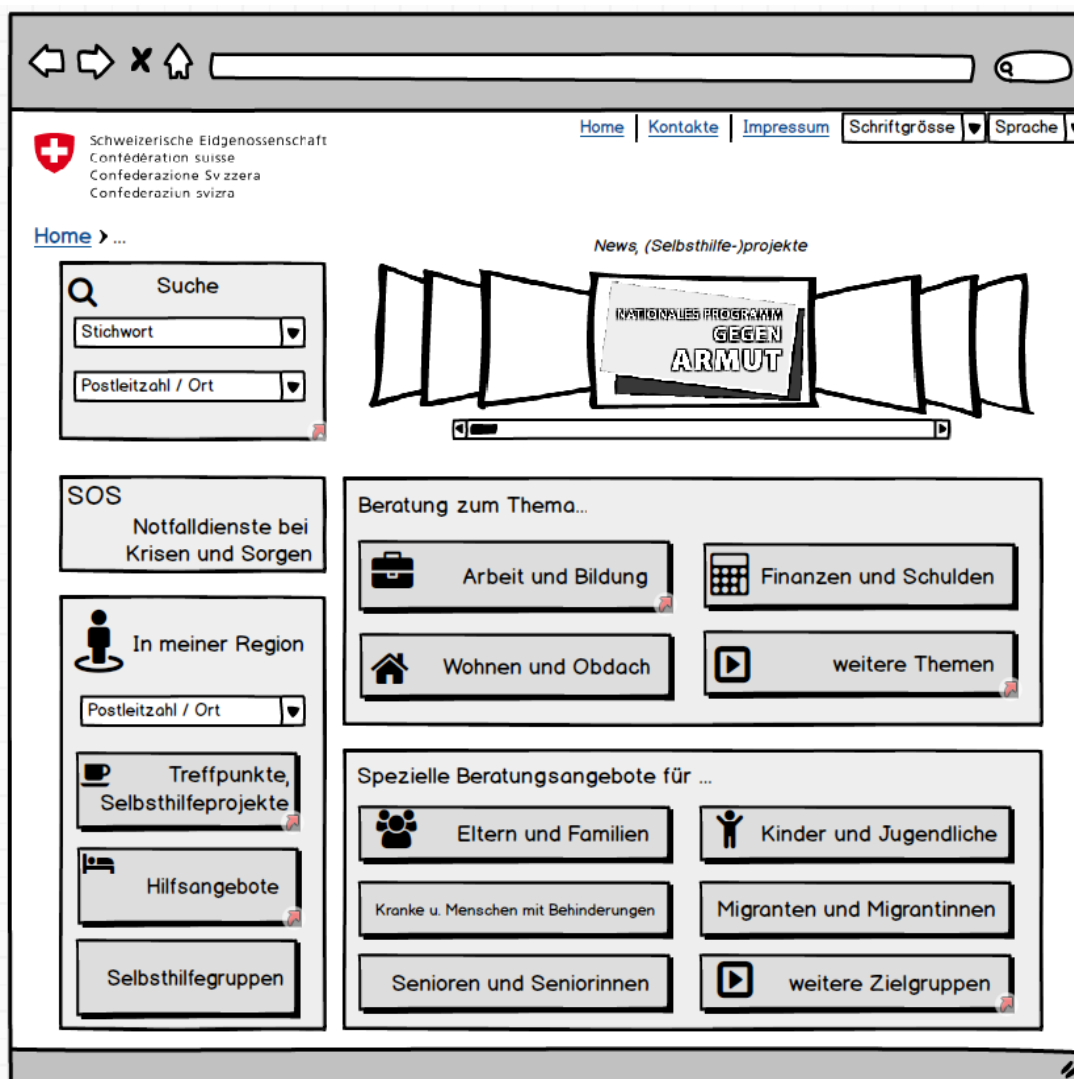 Home Kontakte Impressum Schriftgrösse Sprache
Schweizerische Eidgenossenschaft
Confédération suisse
Confederazione Svizzera
Confederaziun svizra
Home › ...
News, (Selbsthilfe-)projekte
Suche
Stichwort
Postleitzahl / Ort
NATIONALES PROGRAMM
GEGEN
ARMUT
SOS
Notfalldienste bei
Krisen und Sorgen
In meiner Region
Postleitzahl / Ort
Treffpunkte,
Selbsthilfeprojekte
Hilfsangebote
Selbsthilfegruppen
Beratung zum Thema...
Arbeit und Bildung
Finanzen und Schulden
Wohnen und Obdach
weitere Themen
Spezielle Beratungsangebote für ...
Eltern und Familien
Kinder und Jugendliche
Kranke u. Menschen mit Behinderungen
Migranten und Migrantinnen
Senioren und Seniorinnen
weitere Zielgruppen